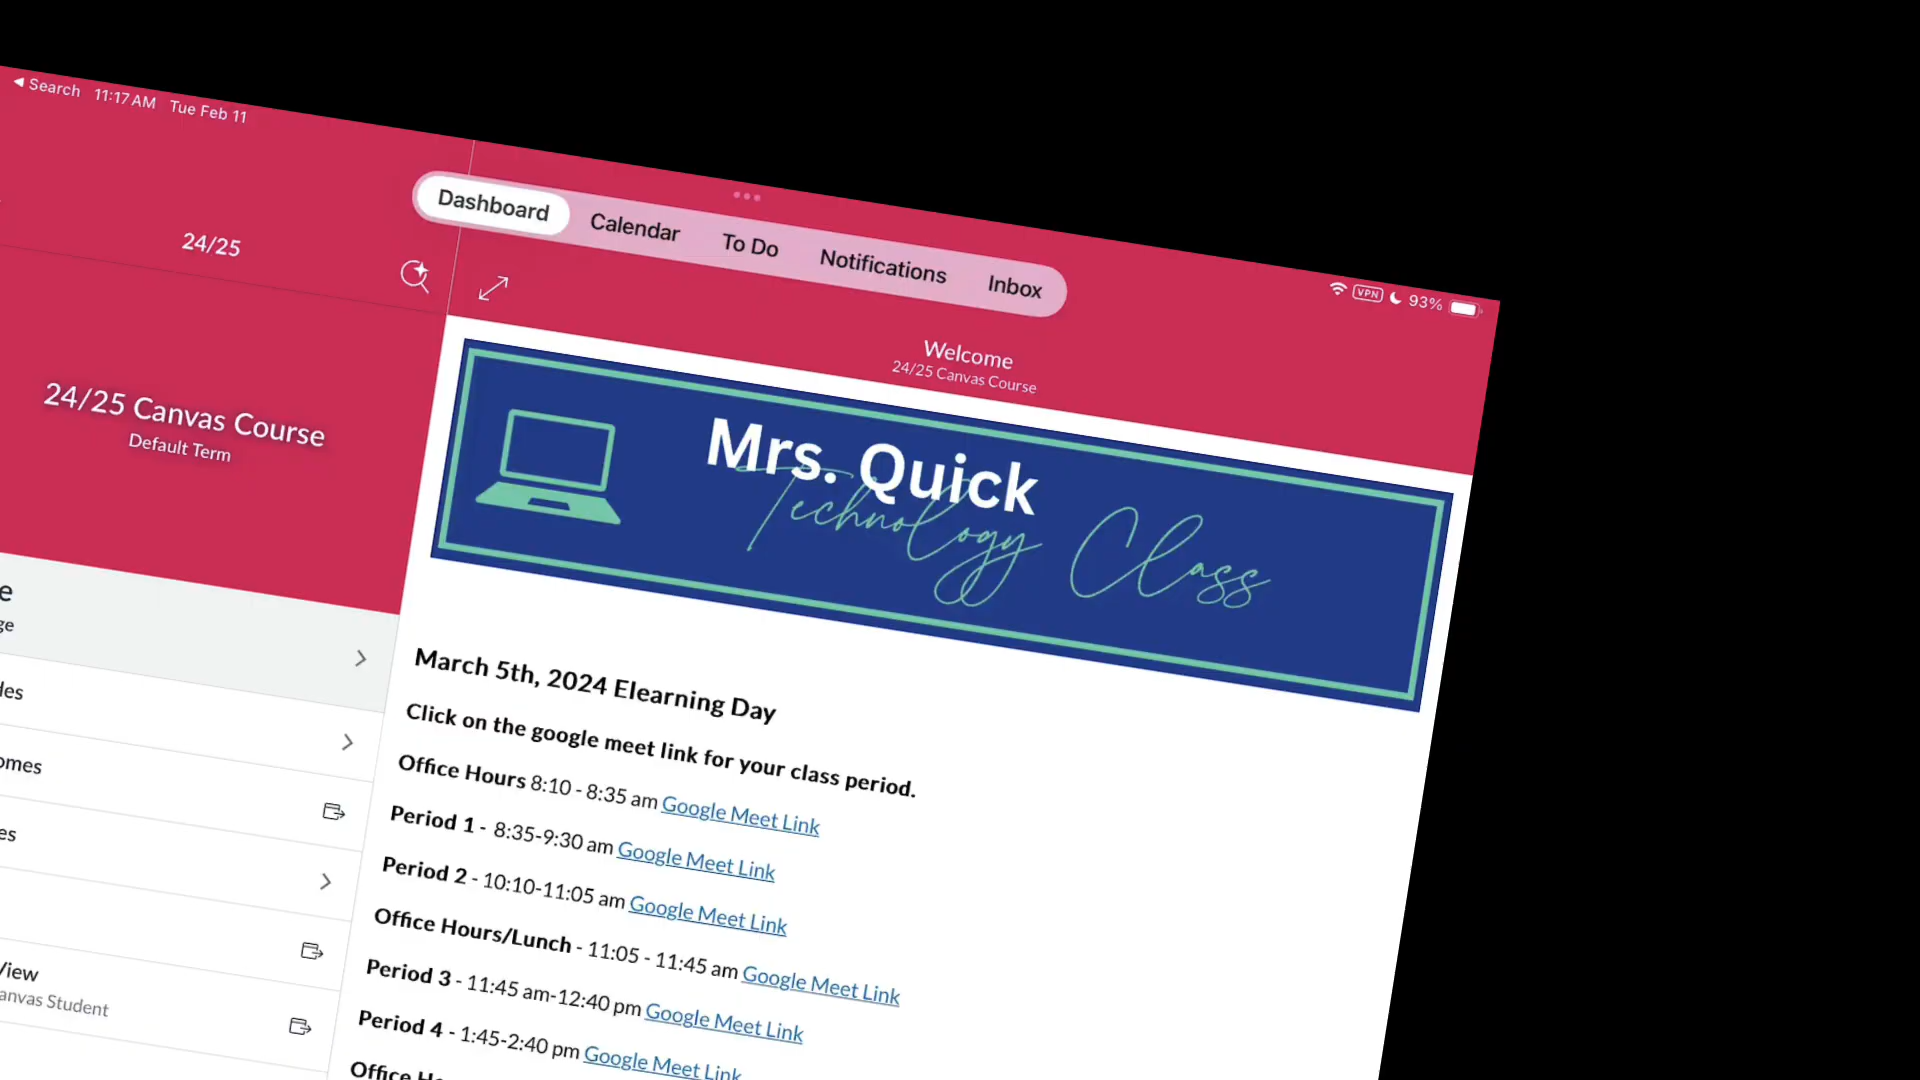 ◀ Search 11:17 AM Tue Feb 11
Dashboard Calendar To Do Notifications Inbox
VPN 93%
24/25
Welcome
24/25 Canvas Course
24/25 Canvas Course
Default Term
Mrs. Quick
Technology Class
March 5th, 2024 Elearning Day
Click on the google meet link for your class period.
Office Hours 8:10 - 8:35 am Google Meet Link
Period 1 - 8:35-9:30 am Google Meet Link
Period 2 - 10:10-11:05 am Google Meet Link
Office Hours/Lunch - 11:05 - 11:45 am Google Meet Link
Period 3 - 11:45 am-12:40 pm Google Meet Link
Period 4 - 1:45-2:40 pm Google Meet Link
Office